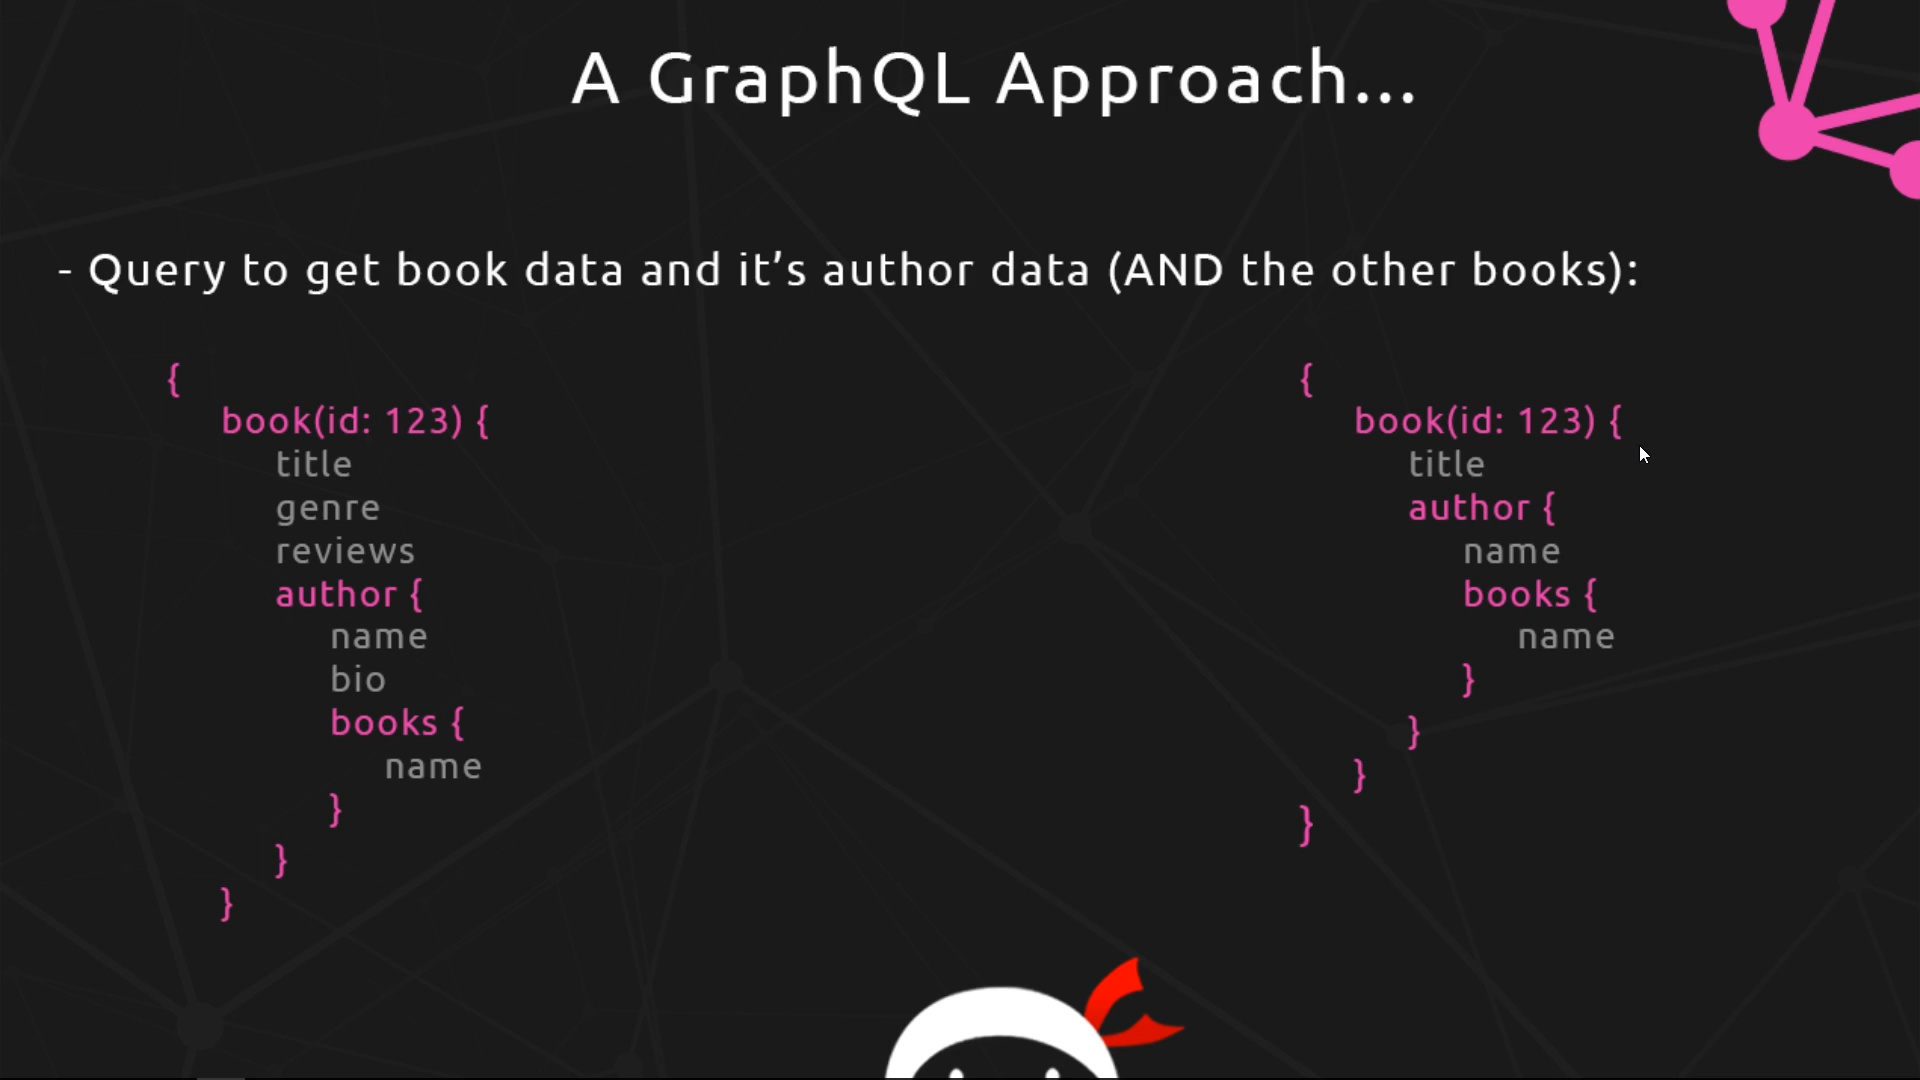 A GraphQL Approach...
- Query to get book data and it’s author data (AND the other books):
{
book(id: 123) {
title
genre
reviews
author {
name
bio
books {
name
}
}
}
{
book(id: 123) {
title
author {
name
books {
name
}
}
}
}